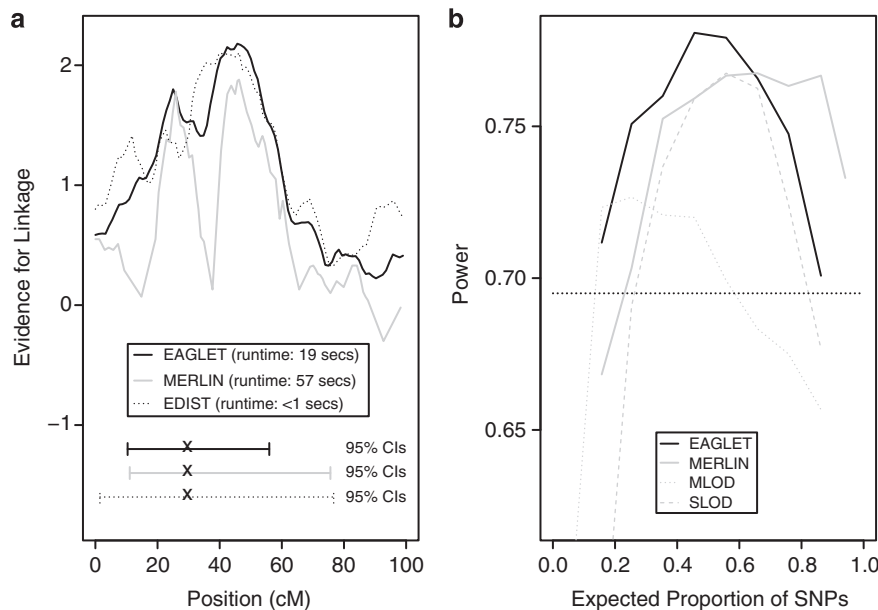 a
2
1
0
−1
Evidence for Linkage
EAGLET (runtime: 19 secs)
MERLIN (runtime: 57 secs)
EDIST (runtime: <1 secs)
x 95% CIs
x 95% CIs
x 95% CIs
0 20 40 60 80 100
Position (cM)
b
0.75
0.70
0.65
Power
EAGLET
MERLIN
MLOD
SLOD
0.0 0.2 0.4 0.6 0.8 1.0
Expected Proportion of SNPs